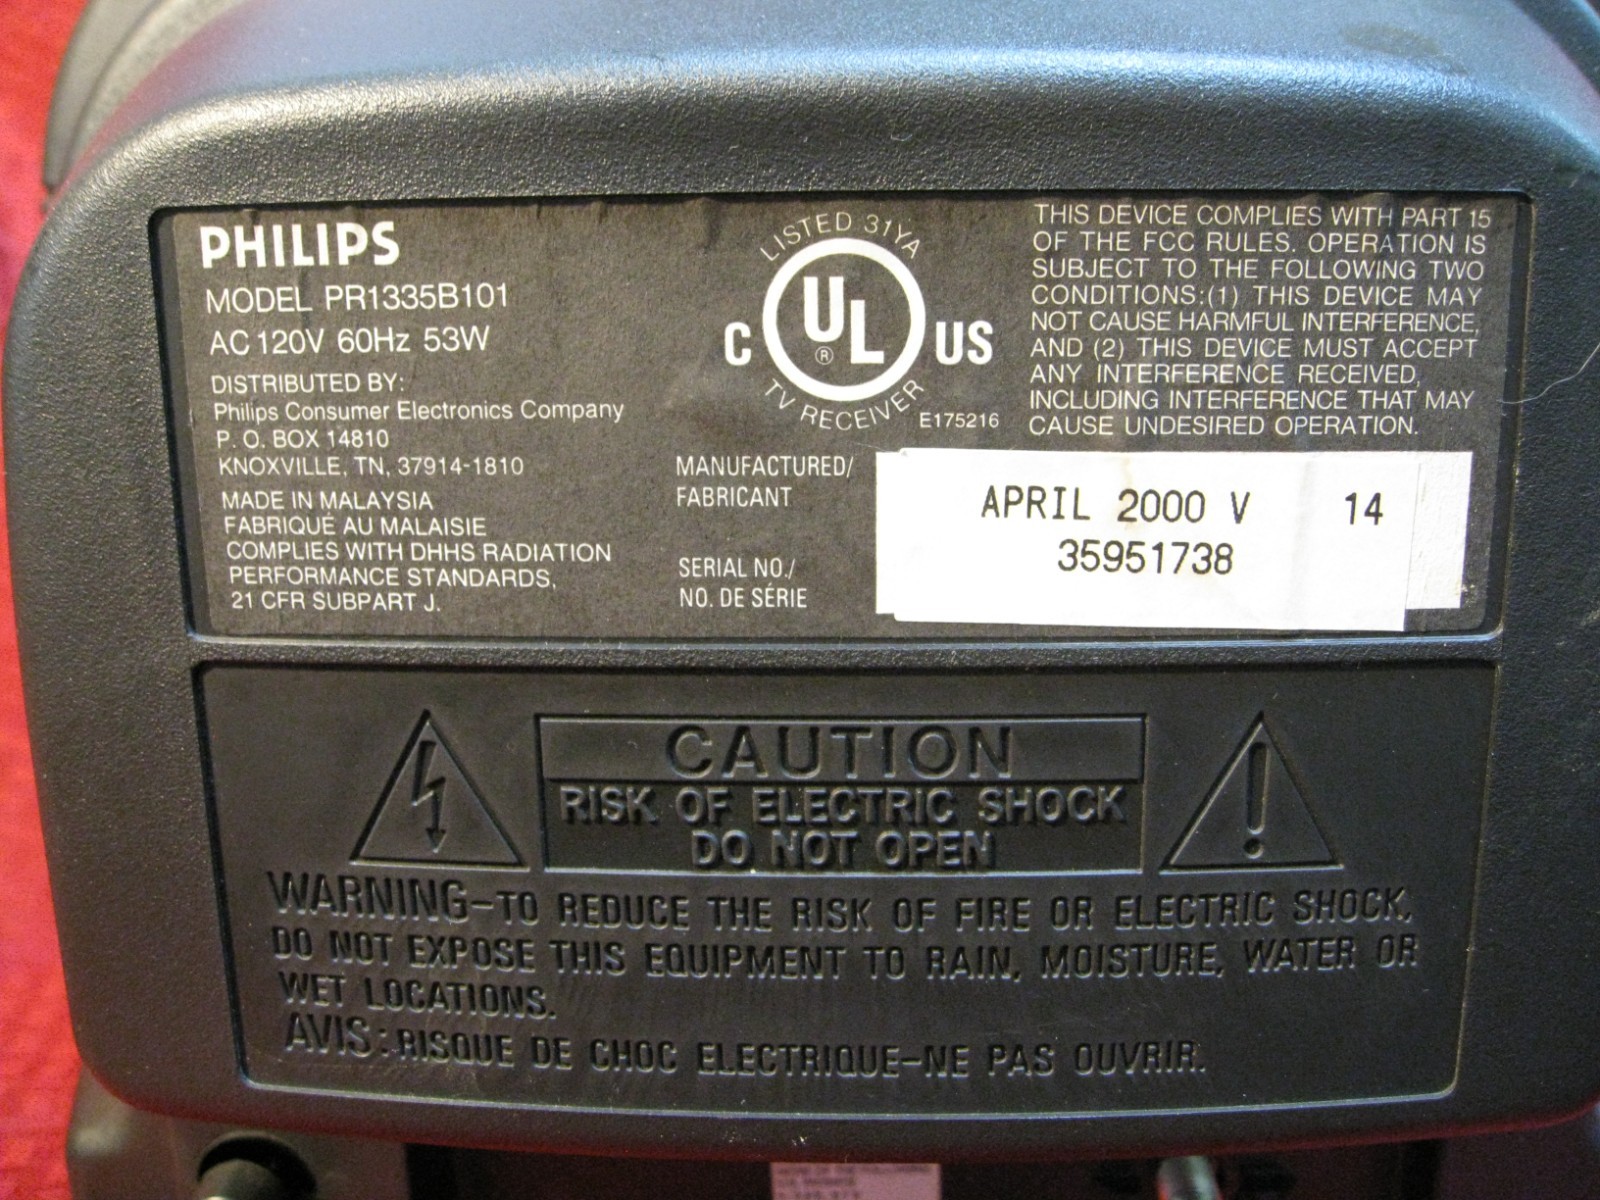 PHILIPS
MODEL PR1335B101
AC 120V 60Hz 53W
DISTRIBUTED BY:
Philips Consumer Electronics Company
P. O. BOX 14810
KNOXVILLE, TN, 37914-1810
MADE IN MALAYSIA
FABRIQUÉ AU MALAISIE
COMPLIES WITH DHHS RADIATION
PERFORMANCE STANDARDS,
21 CFR SUBPART J.
LISTED 31YA
C UL ® US
TV RECEIVER
E175216
THIS DEVICE COMPLIES WITH PART 15
OF THE FCC RULES. OPERATION IS
SUBJECT TO THE FOLLOWING TWO
CONDITIONS:(1) THIS DEVICE MAY
NOT CAUSE HARMFUL INTERFERENCE,
AND (2) THIS DEVICE MUST ACCEPT
ANY INTERFERENCE RECEIVED,
INCLUDING INTERFERENCE THAT MAY
CAUSE UNDESIRED OPERATION.
MANUFACTURED/
FABRICANT
APRIL 2000 V 14
SERIAL NO./
NO. DE SÉRIE
35951738
CAUTION
RISK OF ELECTRIC SHOCK
DO NOT OPEN
WARNING-TO REDUCE THE RISK OF FIRE OR ELECTRIC SHOCK,
DO NOT EXPOSE THIS EQUIPMENT TO RAIN, MOISTURE, WATER OR
WET LOCATIONS.
AVIS: RISQUE DE CHOC ELECTRIQUE-NE PAS OUVRIR.